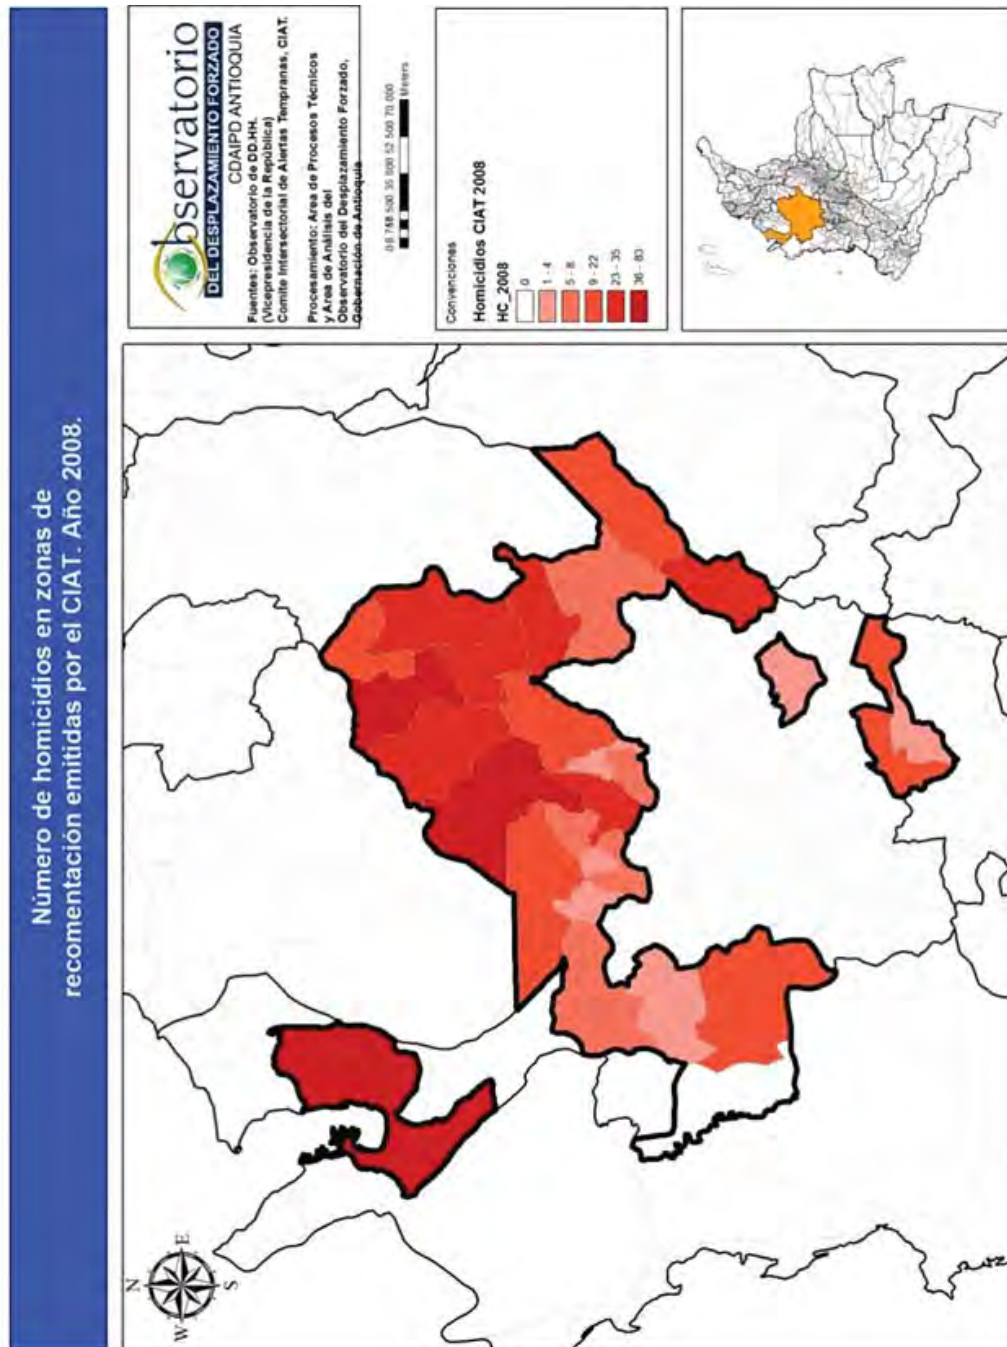 Número de homicidios en zonas de
recomentación emitidas por el CIAT. Año 2008.
Observatorio
DEL DESPLAZAMIENTO FORZADO
CDAIPD ANTIOQUIA
Fuentes: Observatorio de DD.HH.
(Vicepresidencia de la República)
Comite Intersectorial de Alertas Tempranas, CIAT.
Procesamiento: Area de Procesos Técnicos
y Area de Análisis del
Observatorio del Desplazamiento Forzado,
Gobernación de Antioquia
Meters
Convenciones
Homicidios CIAT 2008
HC_2008
0
1 - 4
5 - 8
9 - 22
23 - 35
36 - 83
N
W E
S